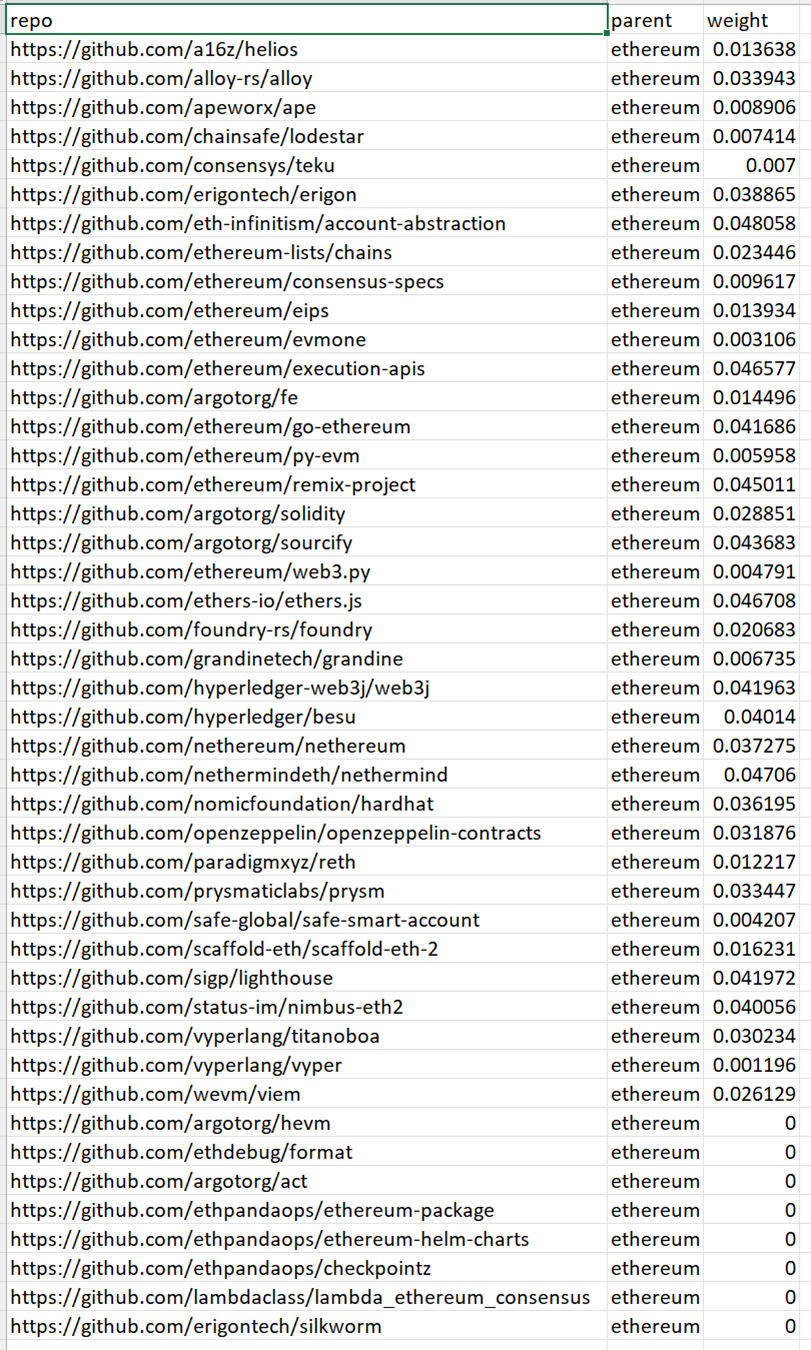 repo parent weight
https://github.com/a16z/helios ethereum 0.013638
https://github.com/alloy-rs/alloy ethereum 0.033943
https://github.com/apeworx/ape ethereum 0.008906
https://github.com/chainsafe/lodestar ethereum 0.007414
https://github.com/consensys/teku ethereum 0.007
https://github.com/erigontech/erigon ethereum 0.038865
https://github.com/eth-infinitism/account-abstraction ethereum 0.048058
https://github.com/ethereum-lists/chains ethereum 0.023446
https://github.com/ethereum/consensus-specs ethereum 0.009617
https://github.com/ethereum/eips ethereum 0.013934
https://github.com/ethereum/evmone ethereum 0.003106
https://github.com/ethereum/execution-apis ethereum 0.046577
https://github.com/argotorg/fe ethereum 0.014496
https://github.com/ethereum/go-ethereum ethereum 0.041686
https://github.com/ethereum/py-evm ethereum 0.005958
https://github.com/ethereum/remix-project ethereum 0.045011
https://github.com/argotorg/solidity ethereum 0.028851
https://github.com/argotorg/sourcify ethereum 0.043683
https://github.com/ethereum/web3.py ethereum 0.004791
https://github.com/ethers-io/ethers.js ethereum 0.046708
https://github.com/foundry-rs/foundry ethereum 0.020683
https://github.com/grandinetech/grandine ethereum 0.006735
https://github.com/hyperledger-web3j/web3j ethereum 0.041963
https://github.com/hyperledger/besu ethereum 0.04014
https://github.com/nethereum/nethereum ethereum 0.037275
https://github.com/nethermindeth/nethermind ethereum 0.04706
https://github.com/nomicfoundation/hardhat ethereum 0.036195
https://github.com/openzeppelin/openzeppelin-contracts ethereum 0.031876
https://github.com/paradigmxyz/reth ethereum 0.012217
https://github.com/prysmaticlabs/prysm ethereum 0.033447
https://github.com/safe-global/safe-smart-account ethereum 0.004207
https://github.com/scaffold-eth/scaffold-eth-2 ethereum 0.016231
https://github.com/sigp/lighthouse ethereum 0.041972
https://github.com/status-im/nimbus-eth2 ethereum 0.040056
https://github.com/vyperlang/titanoboa ethereum 0.030234
https://github.com/vyperlang/vyper ethereum 0.001196
https://github.com/wevm/viem ethereum 0.026129
https://github.com/argotorg/hevm ethereum 0
https://github.com/ethdebug/format ethereum 0
https://github.com/argotorg/act ethereum 0
https://github.com/ethpandaops/ethereum-package ethereum 0
https://github.com/ethpandaops/ethereum-helm-charts ethereum 0
https://github.com/ethpandaops/checkpointz ethereum 0
https://github.com/lambdaclass/lambda_ethereum_consensus ethereum 0
https://github.com/erigontech/silkworm ethereum 0